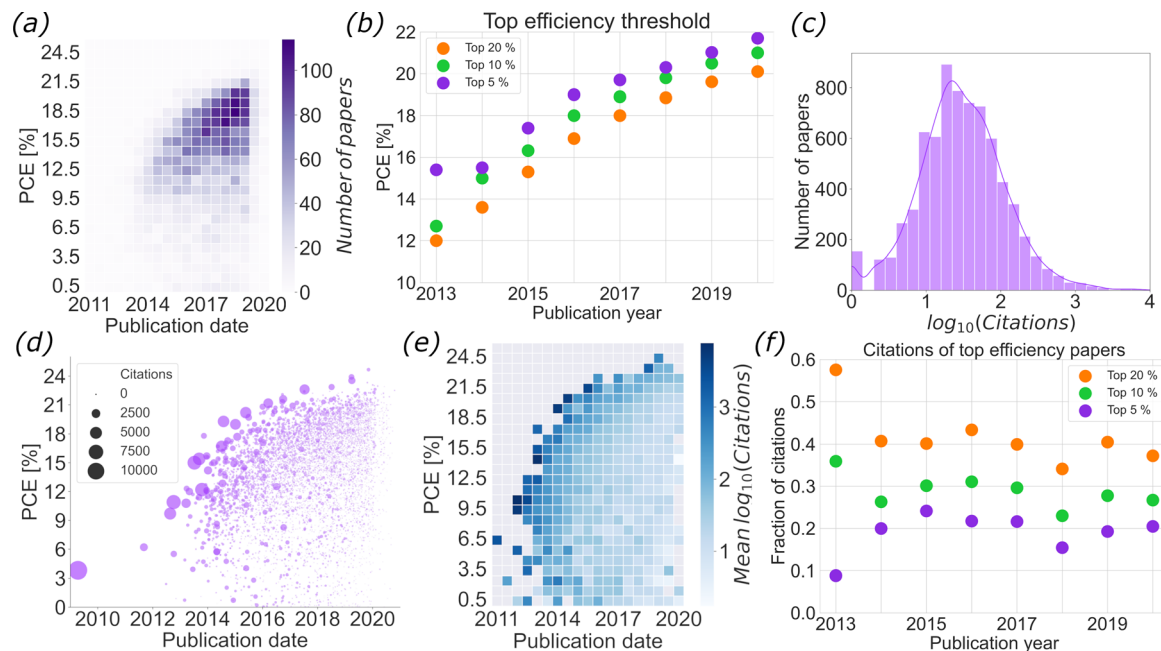 (a)
24.5
21.5
18.5
15.5
12.5
9.5
6.5
3.5
0.5
PCE [%]
2011 2014 2017 2020
Publication date
100
80
60
40
20
0
Number of papers
(b)
Top efficiency threshold
Top 20 %
Top 10 %
Top 5 %
22
20
18
16
14
12
10
PCE [%]
2013 2015 2017 2019
Publication year
(c)
800
600
400
200
0
Number of papers
0 1 2 3 4
log10(Citations)
(d)
Citations
0
2500
5000
7500
10000
21
18
15
12
9
6
3
0
PCE [%]
2010 2012 2014 2016 2018 2020
Publication date
(e)
24.5
21.5
18.5
15.5
12.5
9.5
6.5
3.5
0.5
PCE [%]
2011 2014 2017 2020
Publication date
3
2
1
Mean log10(Citations)
(f)
Citations of top efficiency papers
Top 20 %
Top 10 %
Top 5 %
0.6
0.5
0.4
0.3
0.2
0.1
0.0
Fraction of citations
2013 2015 2017 2019
Publication year